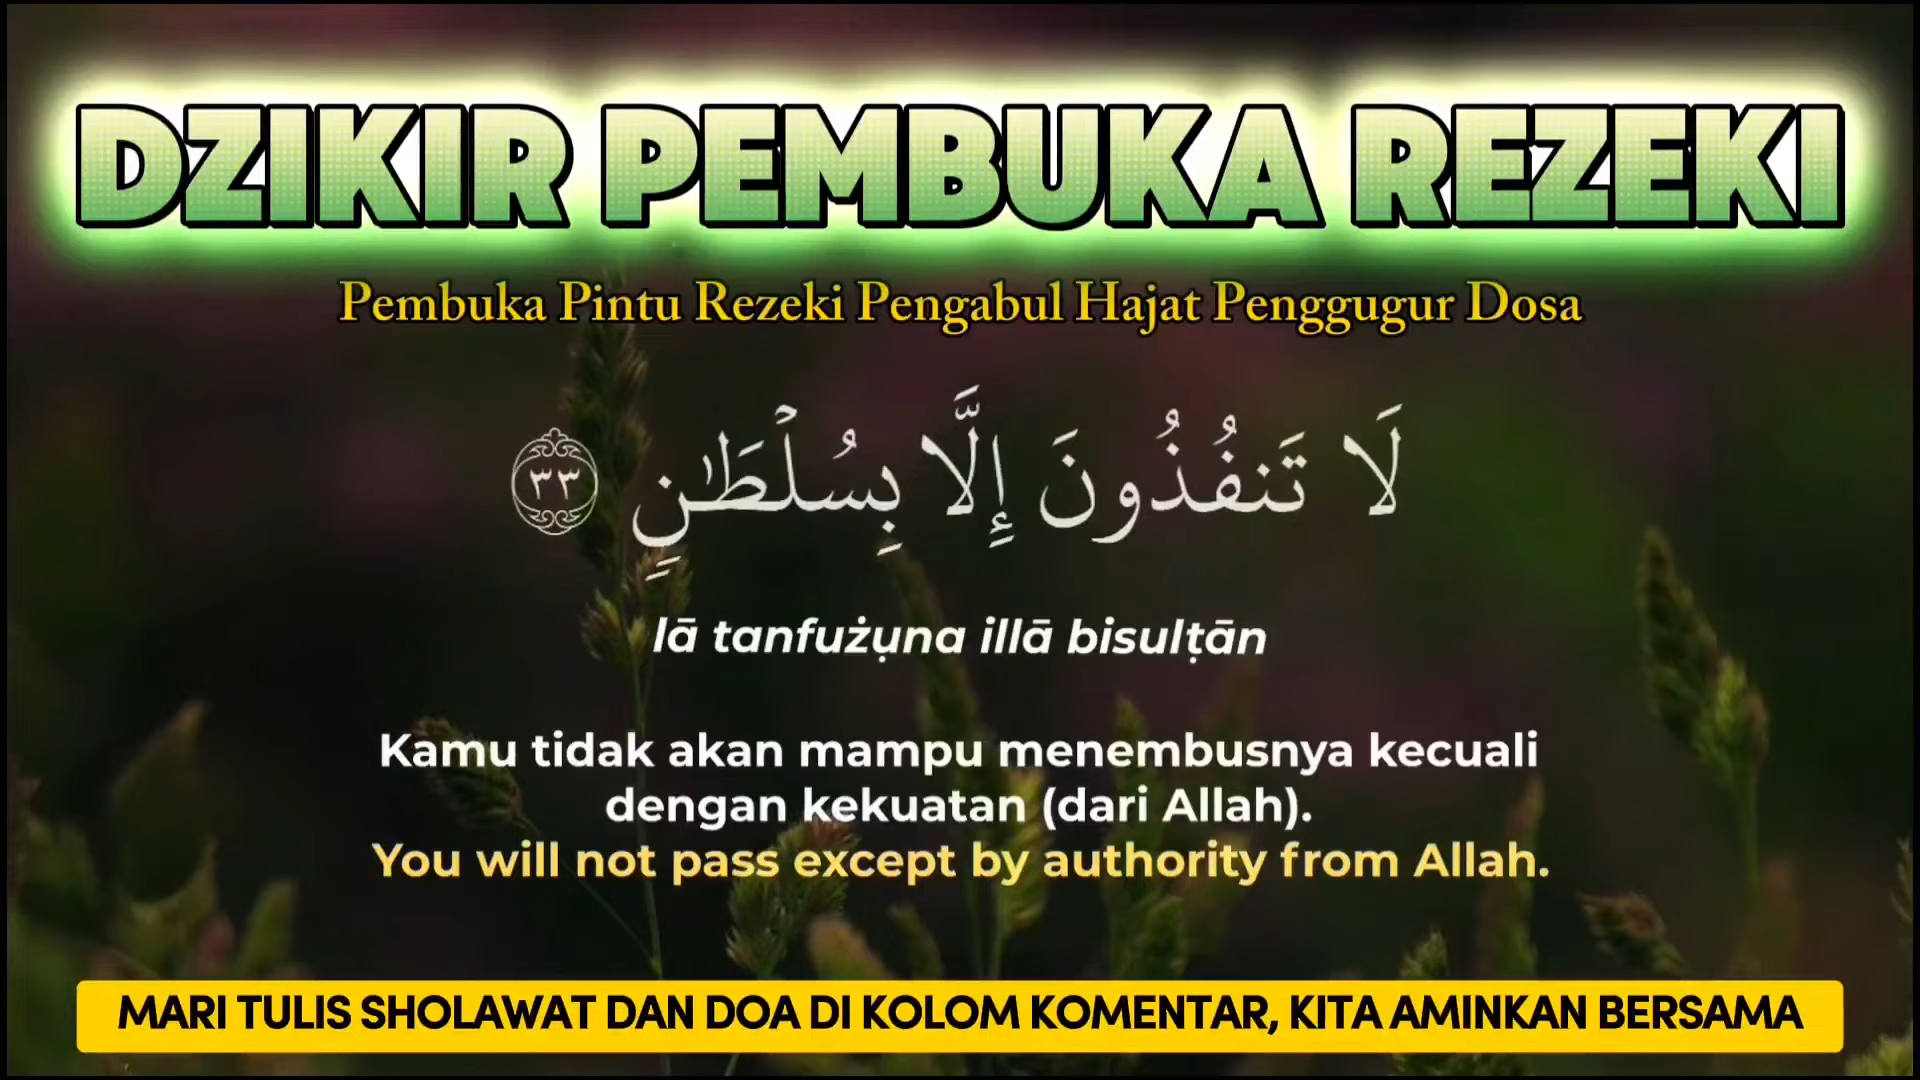 DZIKIR PEMBUKA REZEKI
Pembuka Pintu Rezeki Pengabul Hajat Penggugur Dosa
لَا تَنفُذُونَ إِلَّا بِسُلْطَٰنٍ ٣٣
lā tanfużụna illā bisulṭān
Kamu tidak akan mampu menembusnya kecuali
dengan kekuatan (dari Allah).
You will not pass except by authority from Allah.
MARI TULIS SHOLAWAT DAN DOA DI KOLOM KOMENTAR, KITA AMINKAN BERSAMA